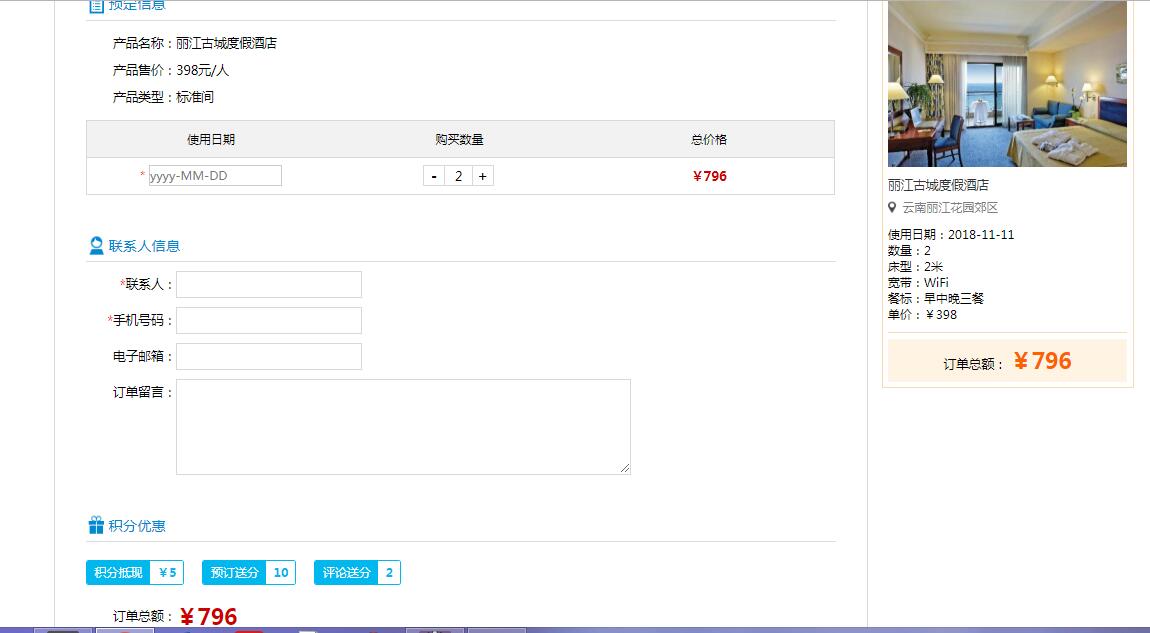 预定信息
产品名称：丽江古城度假酒店
产品售价：398元/人
产品类型：标准间
使用日期 购买数量 总价格
* yyyy-MM-DD - 2 + ￥796
联系人信息
*联系人：
*手机号码：
电子邮箱：
订单留言：
积分优惠
积分抵现 ￥5 预订送分 10 评论送分 2
订单总额：￥796
丽江古城度假酒店
云南丽江花园郊区
使用日期：2018-11-11
数量：2
床型：2米
宽带：WiFi
餐标：早中晚三餐
单价：￥398
订单总额：￥796